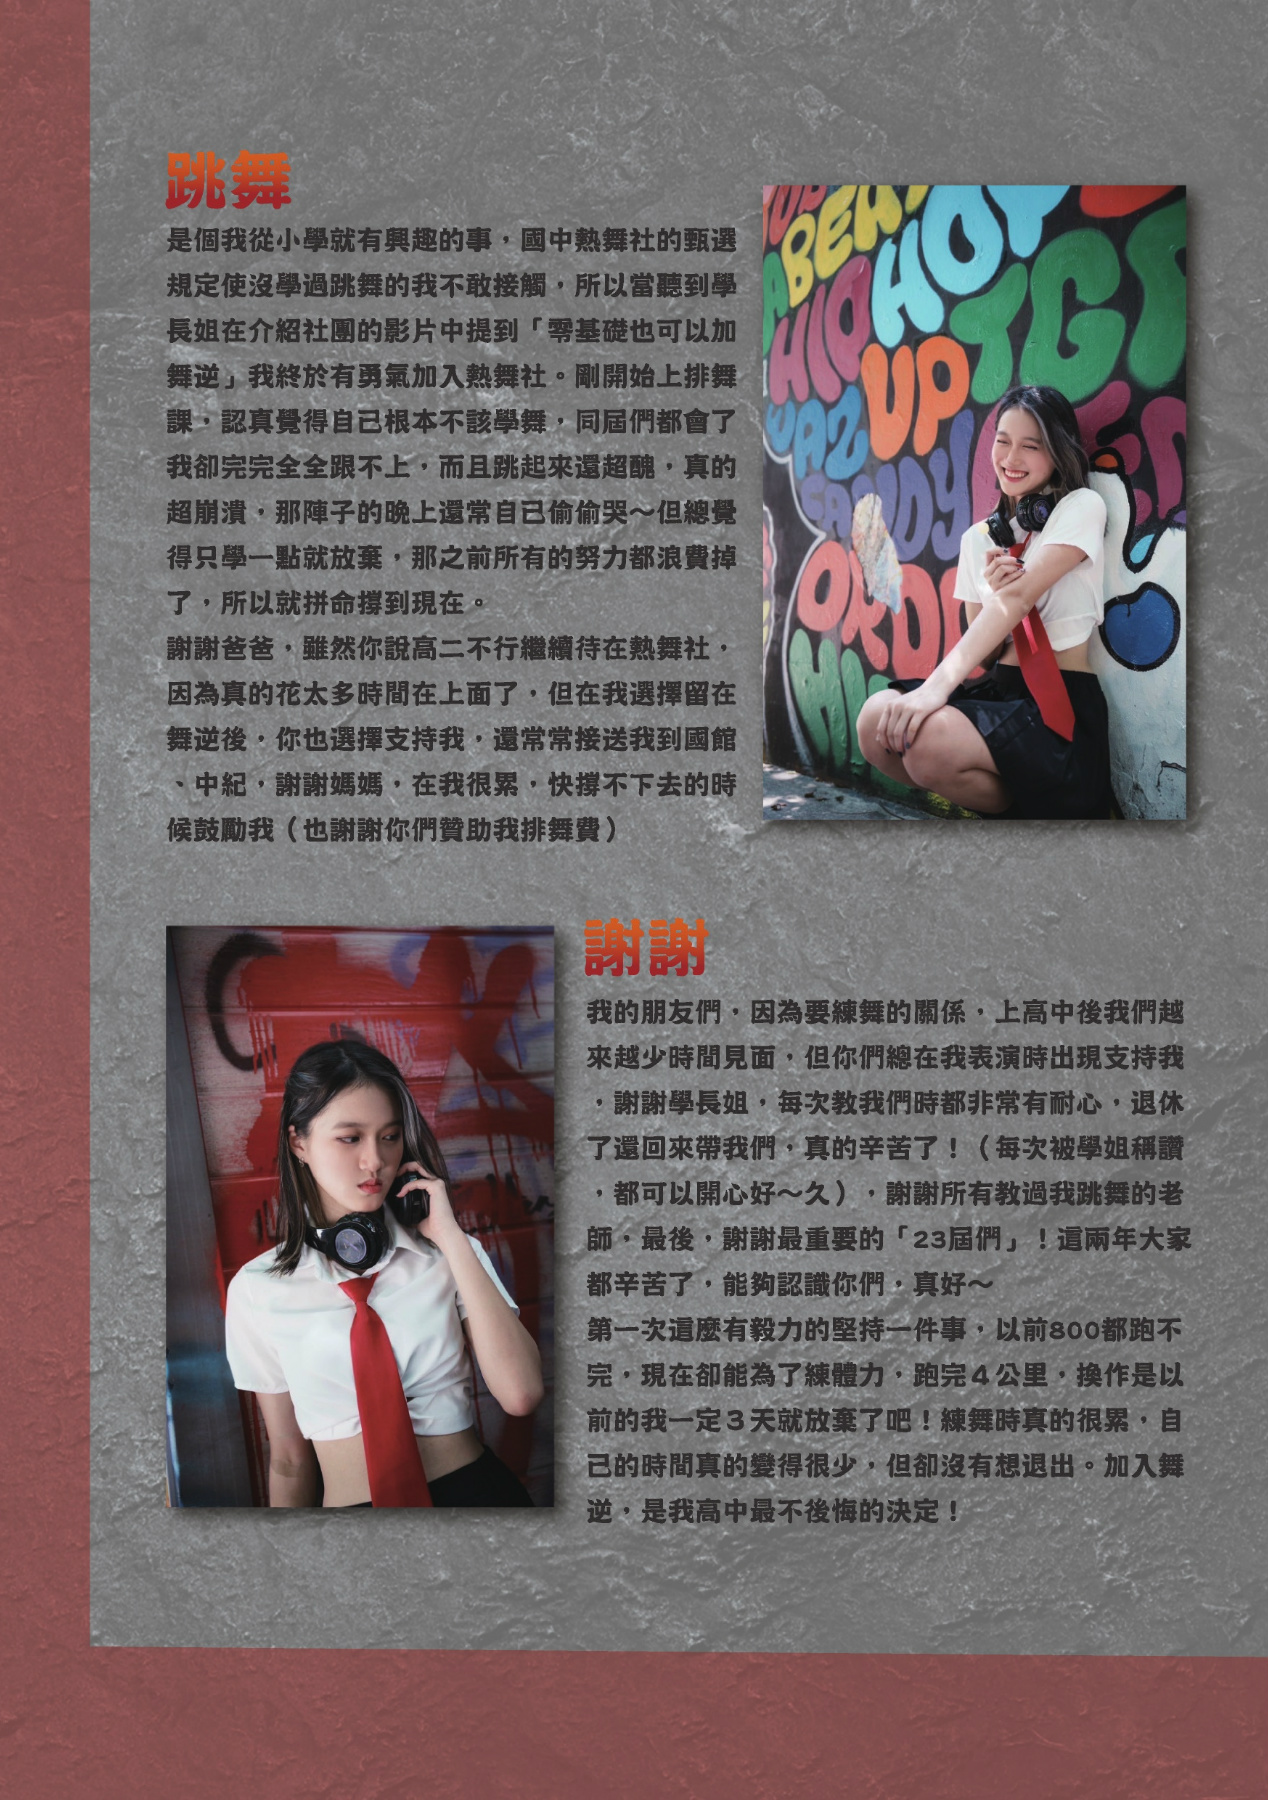 跳舞
是個我從小學就有興趣的事，國中熱舞社的甄選
規定使沒學過跳舞的我不敢接觸，所以當聽到學
長姐在介紹社團的影片中提到「零基礎也可以加
舞逆」我終於有勇氣加入熱舞社。剛開始上排舞
課，認真覺得自己根本不該學舞，同屆們都會了
我卻完完全全跟不上，而且跳起來還超醜，真的
超崩潰，那陣子的晚上還常自己偷偷哭～但總覺
得只學一點就放棄，那之前所有的努力都浪費掉
了，所以就拼命撐到現在。
謝謝爸爸，雖然你說高二不行繼續待在熱舞社，
因為真的花太多時間在上面了，但在我選擇留在
舞逆後，你也選擇支持我，還常常接送我到國館
、中紀，謝謝媽媽，在我很累，快撐不下去的時
候鼓勵我（也謝謝你們贊助我排舞費）
BEA
HOP
TGF
HIQ
UP
WAZ
SANDY
謝謝
我的朋友們，因為要練舞的關係，上高中後我們越
來越少時間見面，但你們總在我表演時出現支持我
，謝謝學長姐，每次教我們時都非常有耐心，退休
了還回來帶我們，真的辛苦了！（每次被學姐稱讚
，都可以開心好～久），謝謝所有教過我跳舞的老
師，最後，謝謝最重要的「23屆們」！這兩年大家
都辛苦了，能夠認識你們，真好～
第一次這麼有毅力的堅持一件事，以前800都跑不
完，現在卻能為了練體力，跑完４公里，換作是以
前的我一定３天就放棄了吧！練舞時真的很累，自
己的時間真的變得很少，但卻沒有想退出。加入舞
逆，是我高中最不後悔的決定！